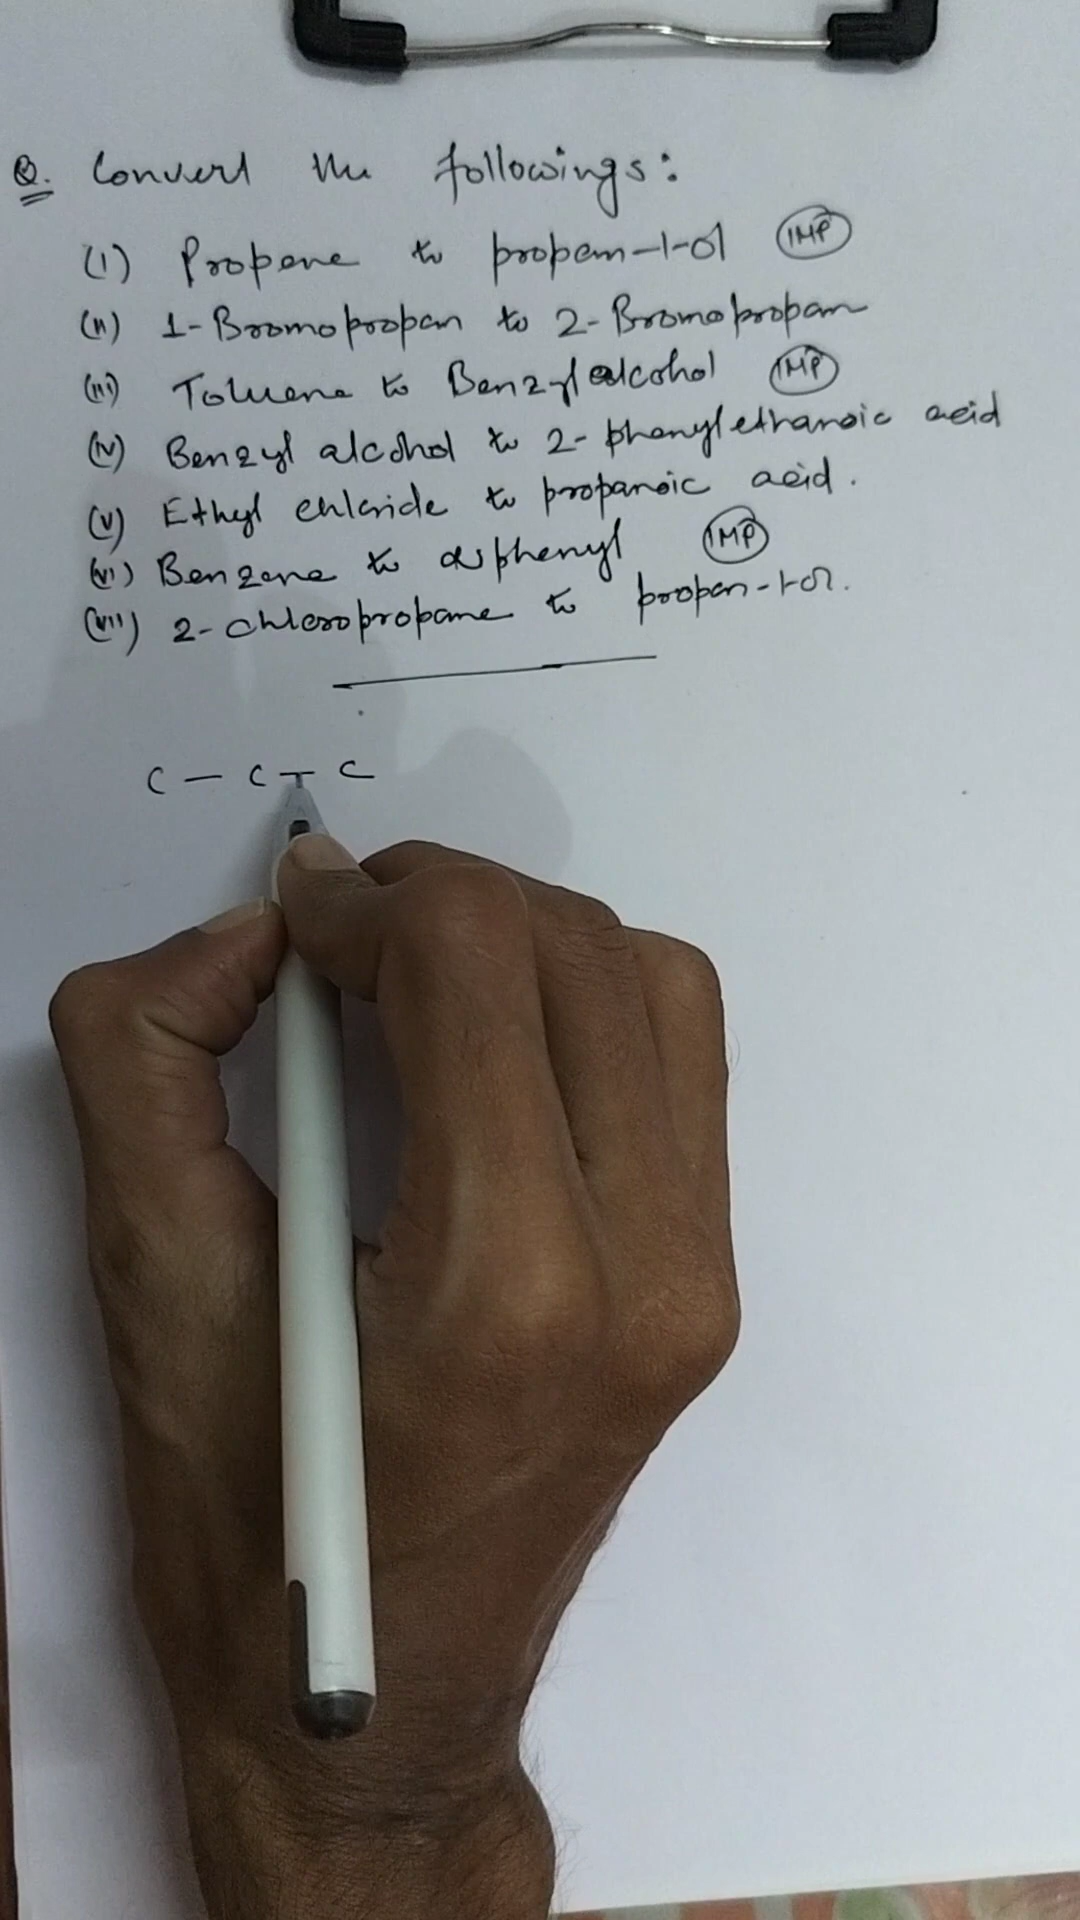 Q. Convert the followings:
(i) Propene to propan-1-ol IMP
(ii) 1-Bromopropan to 2-Bromopropan
(iii) Toluene to Benzyl alcohol IMP
(iv) Benzyl alcohol to 2-phenylethanoic acid
(v) Ethyl chloride to propanoic acid.
(vi) Benzene to diphenyl IMP
(vii) 2-chloropropane to propan-1-ol.
C - C - C